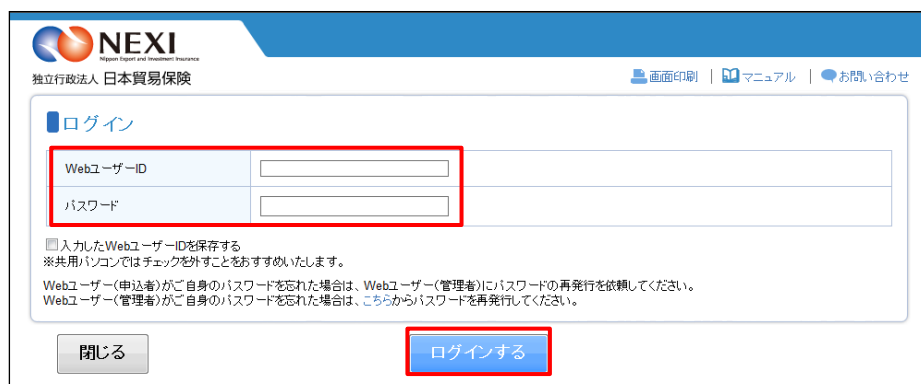 NEXI
Nippon Export and Investment Insurance
独立行政法人 日本貿易保険
画面印刷 | マニュアル | お問い合わせ
ログイン
WebユーザーID
パスワード
入力したWebユーザーIDを保存する
※共用パソコンではチェックを外すことをおすすめいたします。
Webユーザー(申込者)がご自身のパスワードを忘れた場合は、Webユーザー(管理者)にパスワードの再発行を依頼してください。
Webユーザー(管理者)がご自身のパスワードを忘れた場合は、こちらからパスワードを再発行してください。
閉じる ログインする